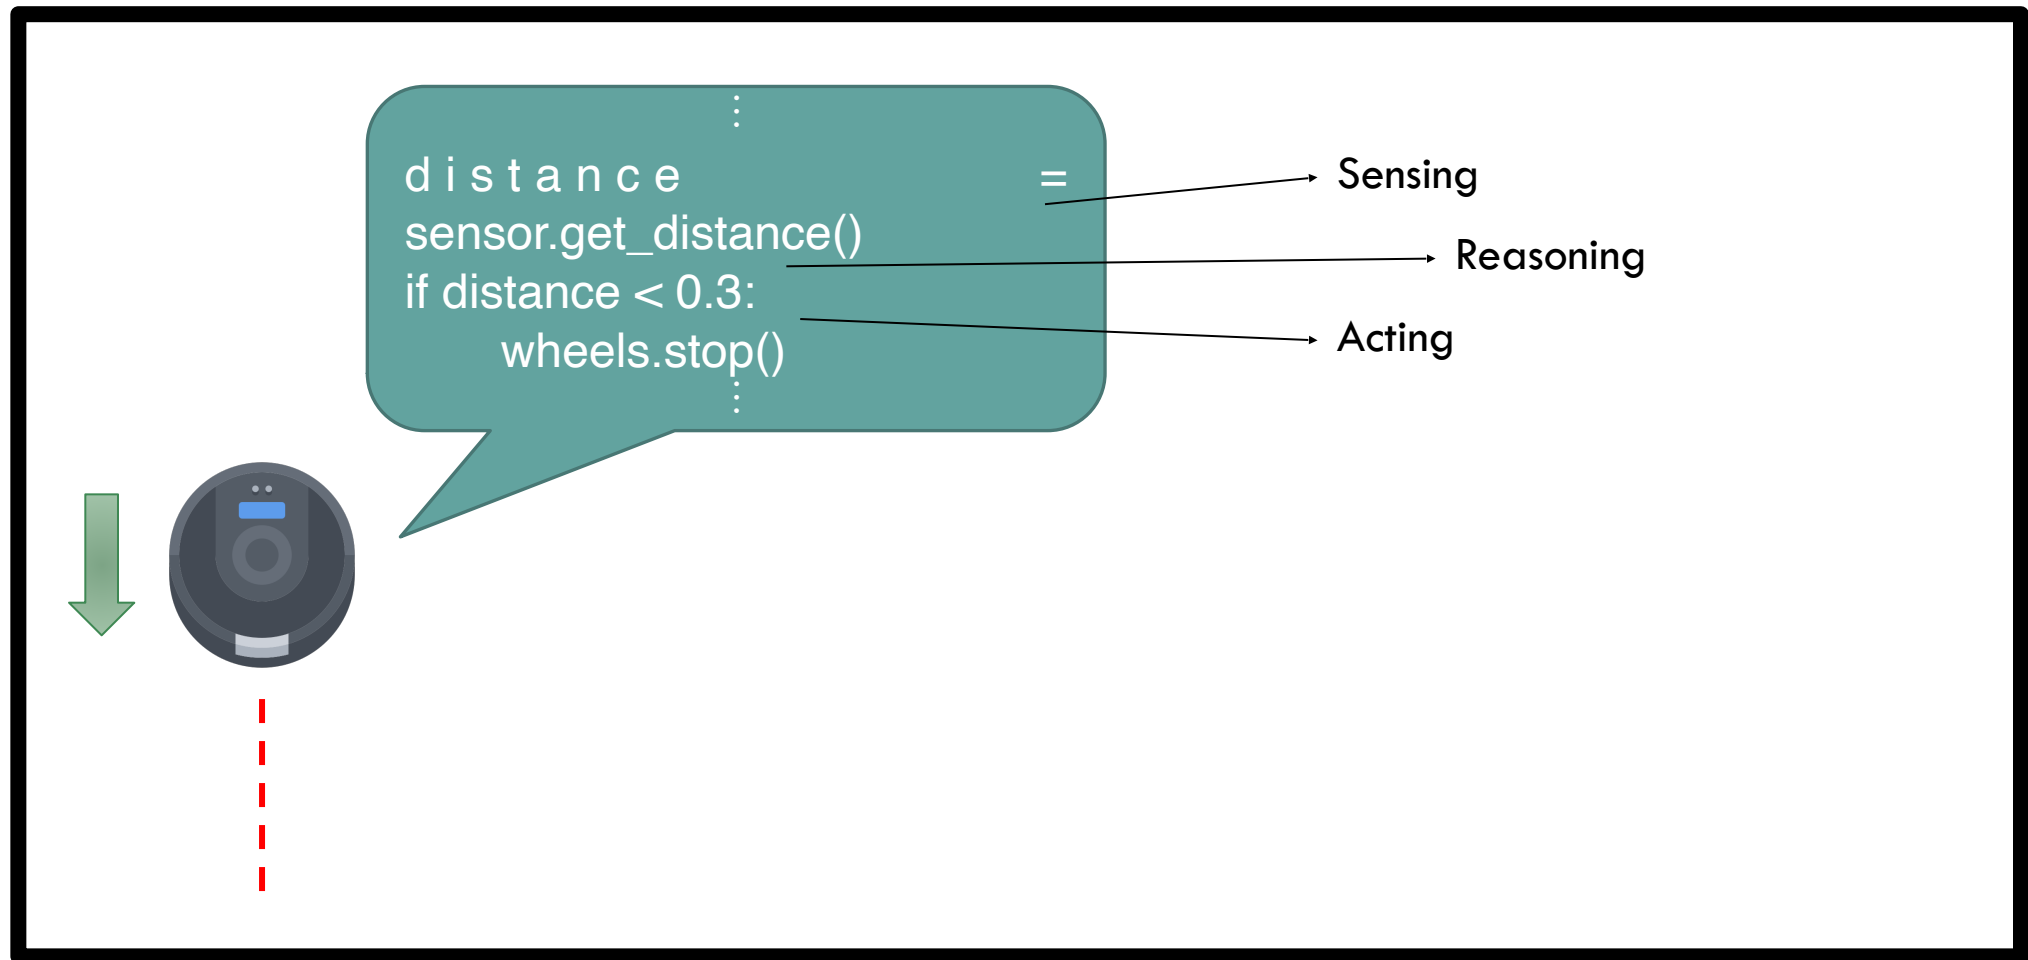 ⋮
distance =
sensor.get_distance()
if distance < 0.3:
wheels.stop()
⋮
Sensing
Reasoning
Acting